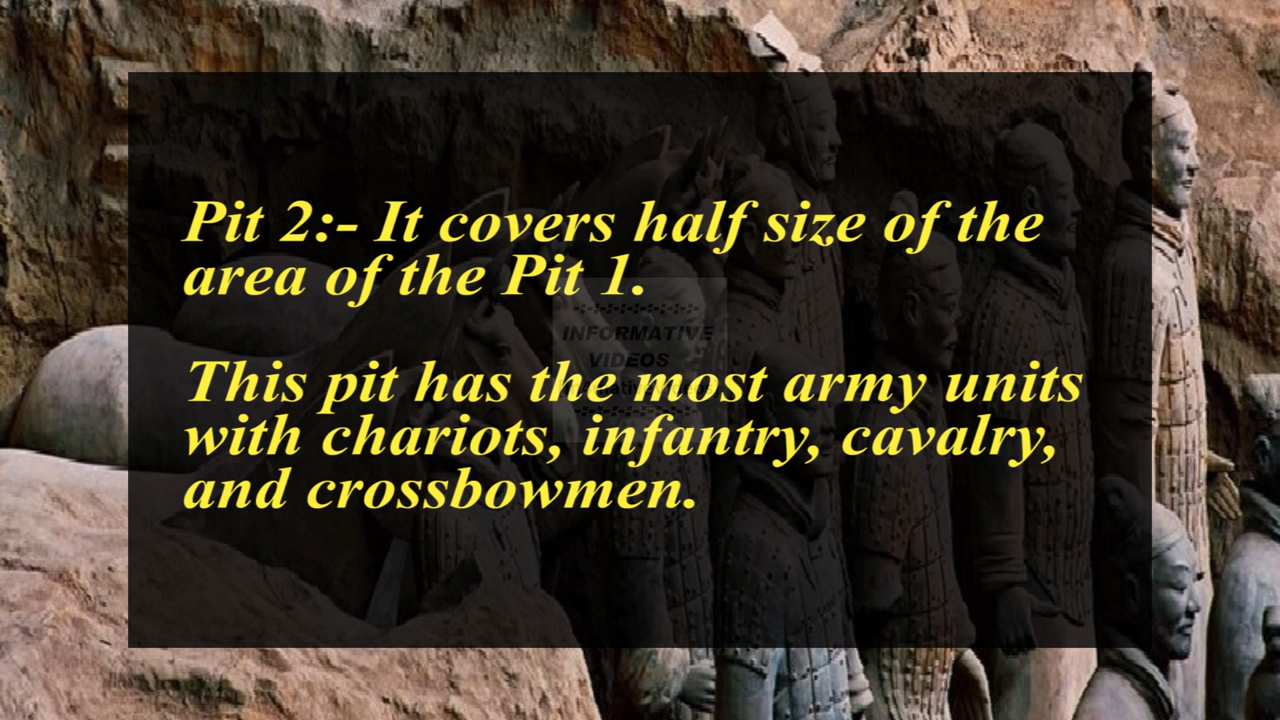 Pit 2:- It covers half size of the
area of the Pit 1.
This pit has the most army units
with chariots, infantry, cavalry,
and crossbowmen.
INFORMATIVE
VIDEOS